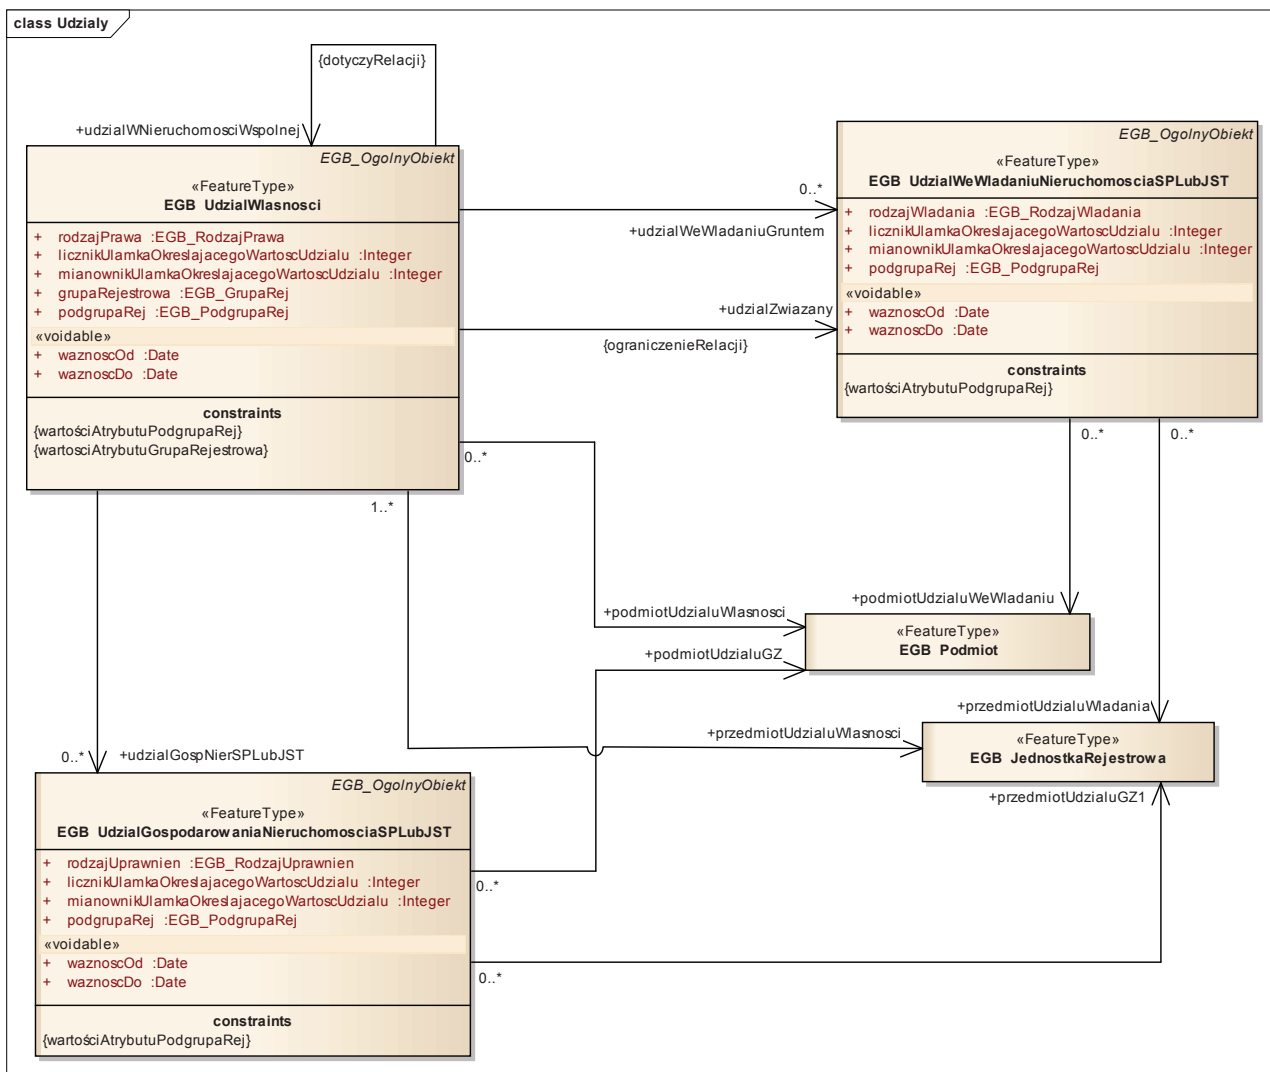 class Udzialy
{dotyczyRelacji}
+udzialWNieruchomosciWspolnej
EGB_OgolnyObiekt
«FeatureType»
EGB_UdzialWlasnosci
+ rodzajPrawa :EGB_RodzajPrawa
+ licznikUlamkaOkreslajacegoWartoscUdzialu :Integer
+ mianownikUlamkaOkreslajacegoWartoscUdzialu :Integer
+ grupaRejestrowa :EGB_GrupaRej
+ podgrupaRej :EGB_PodgrupaRej
«voidable»
+ waznoscOd :Date
+ waznoscDo :Date
constraints
{wartościAtrybutuPodgrupaRej}
{wartosciAtrybutuGrupaRejestrowa}
0..*
+udzialWeWladaniuGruntem
+udzialZwiazany
{ograniczenieRelacji}
EGB_OgolnyObiekt
«FeatureType»
EGB_UdzialWeWladaniuNieruchomosciaSPLubJST
+ rodzajWladania :EGB_RodzajWladania
+ licznikUlamkaOkreslajacegoWartoscUdzialu :Integer
+ mianownikUlamkaOkreslajacegoWartoscUdzialu :Integer
+ podgrupaRej :EGB_PodgrupaRej
«voidable»
+ waznoscOd :Date
+ waznoscDo :Date
constraints
{wartościAtrybutuPodgrupaRej}
0..*
0..*
0..*
1..*
+podmiotUdzialuWeWladaniu
+podmiotUdzialuWlasnosci
+podmiotUdzialuGZ
«FeatureType»
EGB_Podmiot
+przedmiotUdzialuWladania
+przedmiotUdzialuWlasnosci
«FeatureType»
EGB_JednostkaRejestrowa
+przedmiotUdzialuGZ1
0..*
+udzialGospNierSPLubJST
EGB_OgolnyObiekt
«FeatureType»
EGB_UdzialGospodarowaniaNieruchomosciaSPLubJST
+ rodzajUprawnien :EGB_RodzajUprawnien
+ licznikUlamkaOkreslajacegoWartoscUdzialu :Integer
+ mianownikUlamkaOkreslajacegoWartoscUdzialu :Integer
+ podgrupaRej :EGB_PodgrupaRej
«voidable»
+ waznoscOd :Date
+ waznoscDo :Date
constraints
{wartościAtrybutuPodgrupaRej}
0..*
0..*